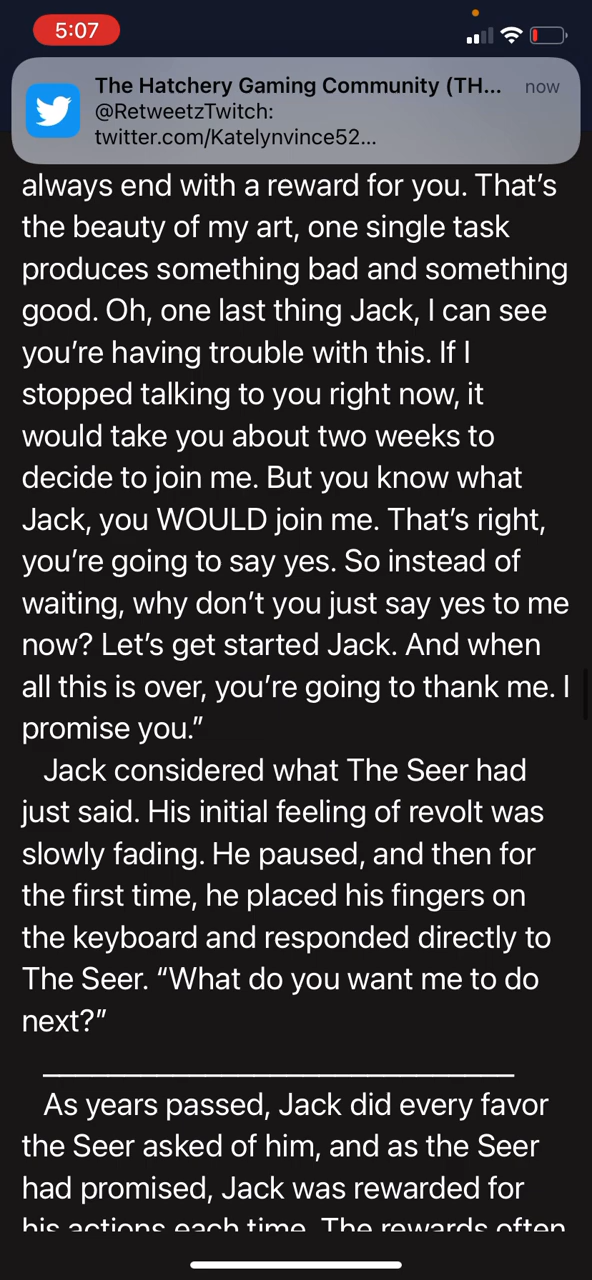 5:07
The Hatchery Gaming Community (TH... now
@RetweetzTwitch:
twitter.com/Katelynvince52...
always end with a reward for you. That’s
the beauty of my art, one single task
produces something bad and something
good. Oh, one last thing Jack, I can see
you’re having trouble with this. If I
stopped talking to you right now, it
would take you about two weeks to
decide to join me. But you know what
Jack, you WOULD join me. That’s right,
you’re going to say yes. So instead of
waiting, why don’t you just say yes to me
now? Let’s get started Jack. And when
all this is over, you’re going to thank me. I
promise you.”
Jack considered what The Seer had
just said. His initial feeling of revolt was
slowly fading. He paused, and then for
the first time, he placed his fingers on
the keyboard and responded directly to
The Seer. “What do you want me to do
next?”
As years passed, Jack did every favor
the Seer asked of him, and as the Seer
had promised, Jack was rewarded for
his actions each time. The rewards often